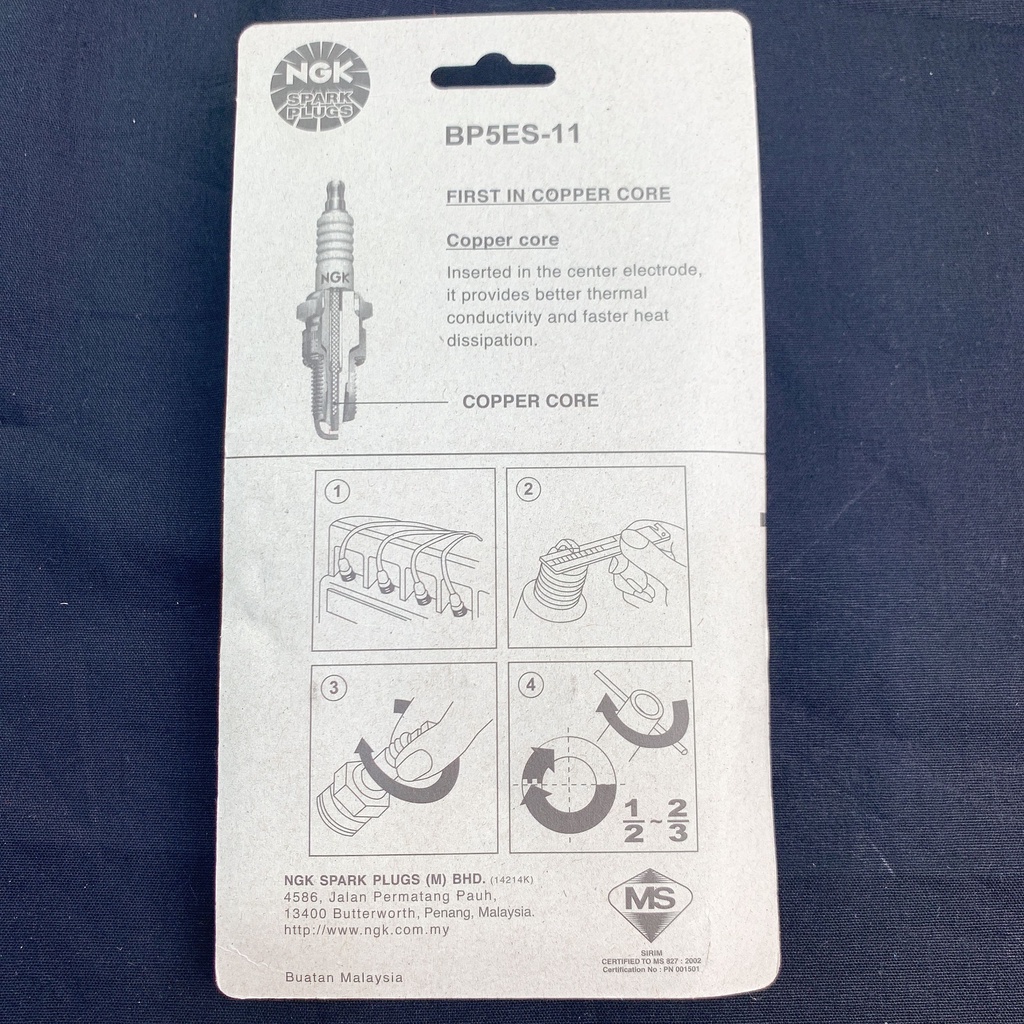 NGK
SPARK
PLUGS
BP5ES-11
FIRST IN COPPER CORE
Copper core
Inserted in the center electrode,
it provides better thermal
conductivity and faster heat
dissipation.
NGK
COPPER CORE
1
2
3
4
1/2 ~ 2/3
NGK SPARK PLUGS (M) BHD. (14214K)
4586, Jalan Permatang Pauh,
13400 Butterworth, Penang, Malaysia.
http://www.ngk.com.my
Buatan Malaysia
MS
SIRIM
CERTIFIED TO MS 827 : 2002
Certification No : PN 001501